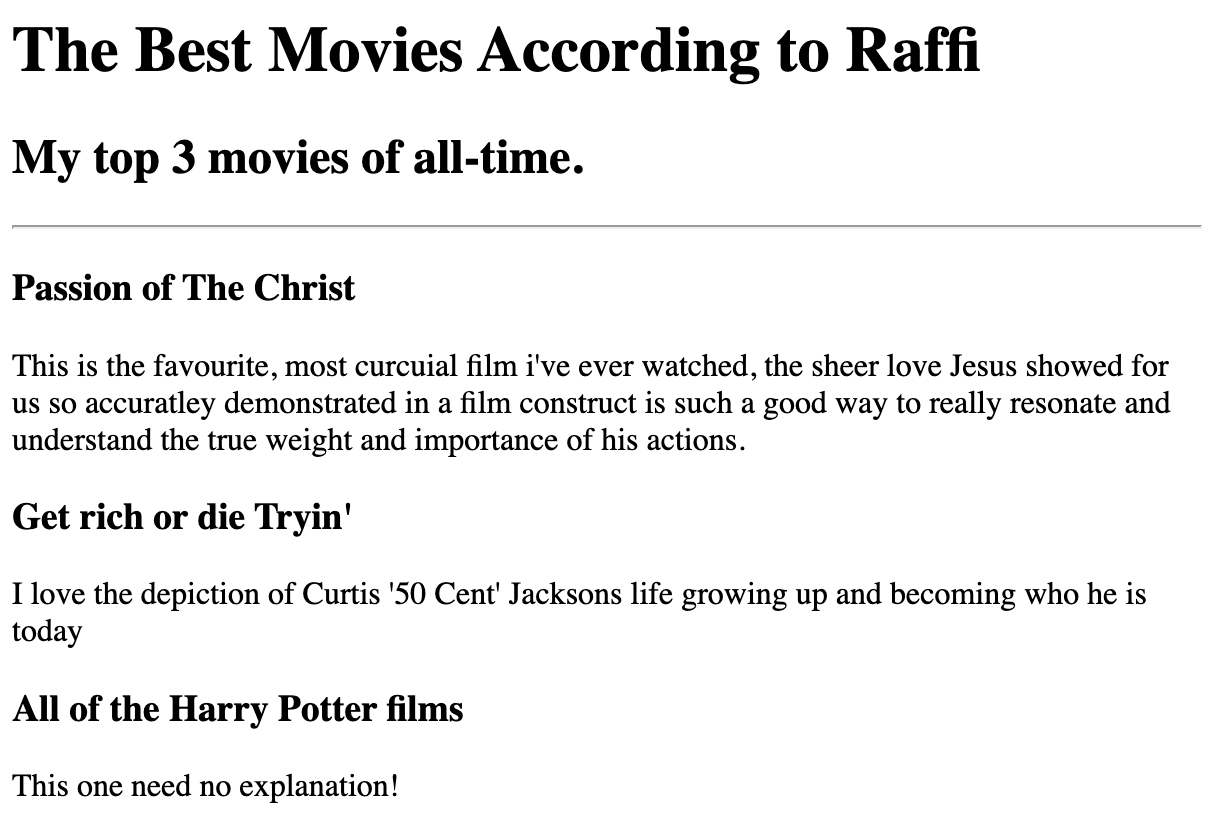 The Best Movies According to Raffi
My top 3 movies of all-time.
Passion of The Christ
This is the favourite, most curcuial film i've ever watched, the sheer love Jesus showed for
us so accuratley demonstrated in a film construct is such a good way to really resonate and
understand the true weight and importance of his actions.
Get rich or die Tryin'
I love the depiction of Curtis '50 Cent' Jacksons life growing up and becoming who he is
today
All of the Harry Potter films
This one need no explanation!